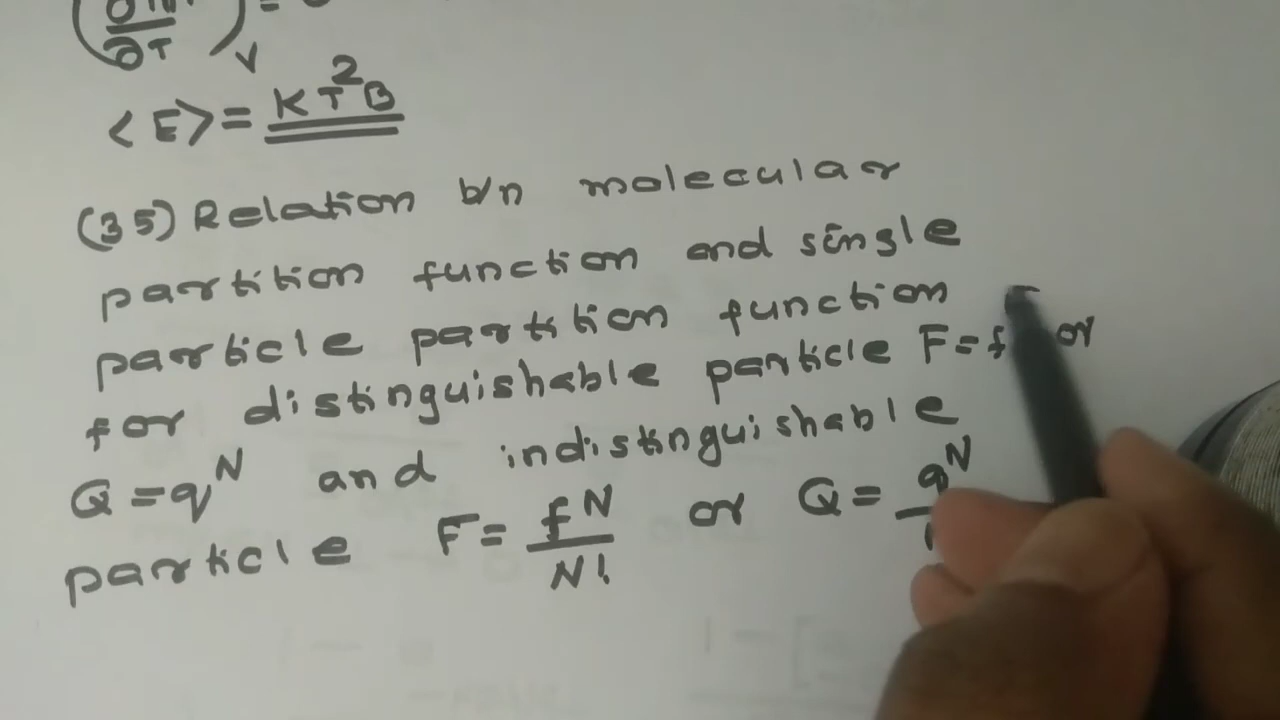 ∂T )V =
<E> = KT²B
(35) Relation b/n molecular
partition function and single
particle partition function
for distinguishable particle F = f or
Q = q^N and indistinguishable
particle F = f^N / N! or Q = q^N /